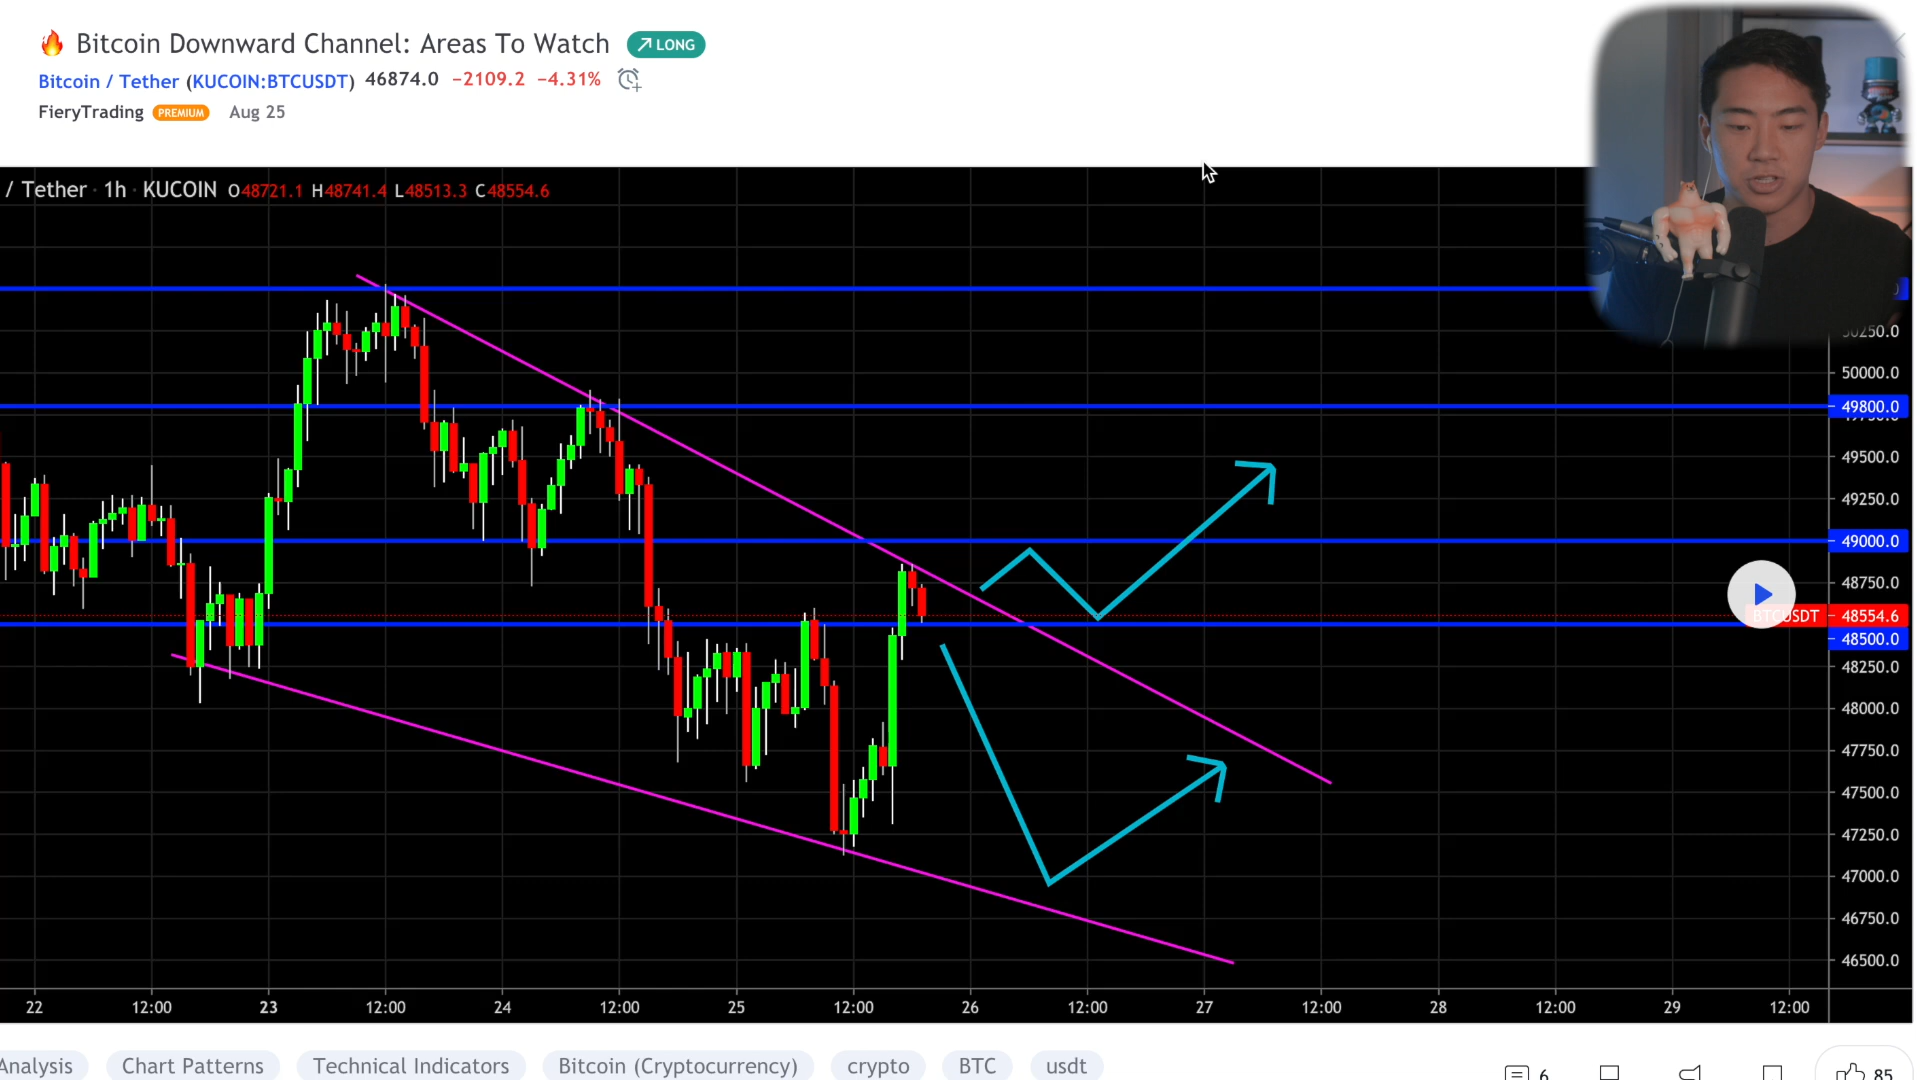 🔥 Bitcoin Downward Channel: Areas To Watch LONG
Bitcoin / Tether (KUCOIN:BTCUSDT) 46874.0 −2109.2 −4.31%
FieryTrading PREMIUM Aug 25
/ Tether · 1h · KUCOIN O48721.1 H48741.4 L48513.3 C48554.6
50250.0
50000.0
49800.0
49500.0
49250.0
49000.0
48750.0
BTCUSDT 48554.6
48500.0
48250.0
48000.0
47750.0
47500.0
47250.0
47000.0
46750.0
46500.0
22 12:00 23 12:00 24 12:00 25 12:00 26 12:00 27 12:00 28 12:00 29 12:00
Analysis Chart Patterns Technical Indicators Bitcoin (Cryptocurrency) crypto BTC usdt 6 85